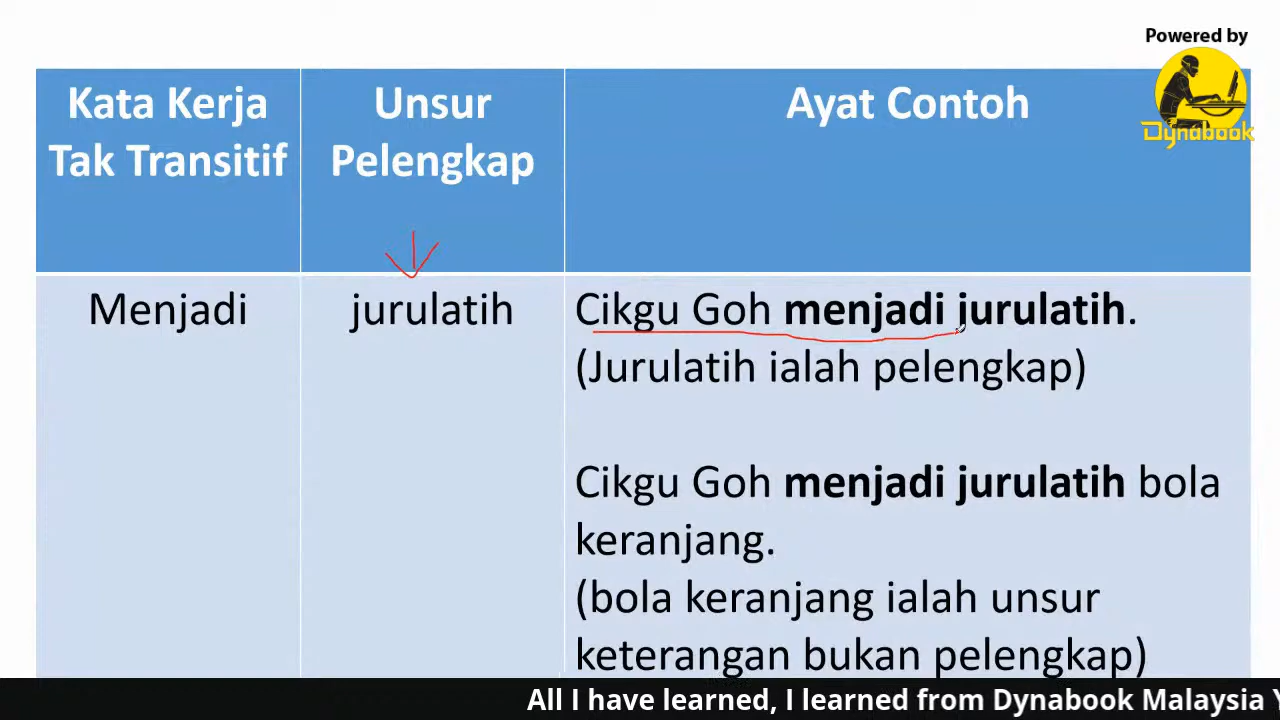 Powered by
Dynabook
Kata Kerja
Tak Transitif
Unsur
Pelengkap
Ayat Contoh
Menjadi
jurulatih
Cikgu Goh menjadi jurulatih.
(Jurulatih ialah pelengkap)
Cikgu Goh menjadi jurulatih bola
keranjang.
(bola keranjang ialah unsur
keterangan bukan pelengkap)
All I have learned, I learned from Dynabook Malaysia Y